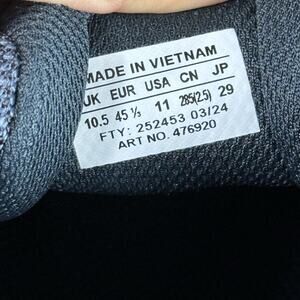 MADE IN VIETNAM
UK EUR USA CN JP
10.5 45 ⅓ 11 285(2.5) 29
FTY: 252453 03/24
ART NO. 476920